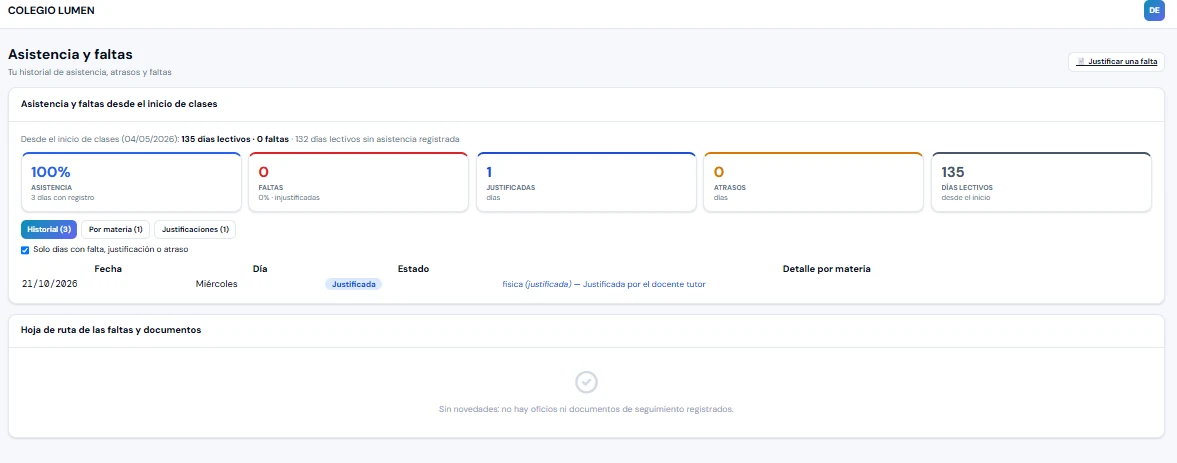 COLEGIO LUMEN
DE
Asistencia y faltas
Tu historial de asistencia, atrasos y faltas
Justificar una falta
Asistencia y faltas desde el inicio de clases
Desde el inicio de clases (04/05/2026): 135 días lectivos · 0 faltas · 132 días lectivos sin asistencia registrada
100%
ASISTENCIA
3 días con registro
0
FALTAS
0% · injustificadas
1
JUSTIFICADAS
días
0
ATRASOS
días
135
DÍAS LECTIVOS
desde el inicio
Historial (3) Por materia (1) Justificaciones (1)
Solo días con falta, justificación o atraso
Fecha Día Estado Detalle por materia
21/10/2026 Miércoles Justificada fisica (justificada) — Justificada por el docente tutor
Hoja de ruta de las faltas y documentos
Sin novedades: no hay oficios ni documentos de seguimiento registrados.